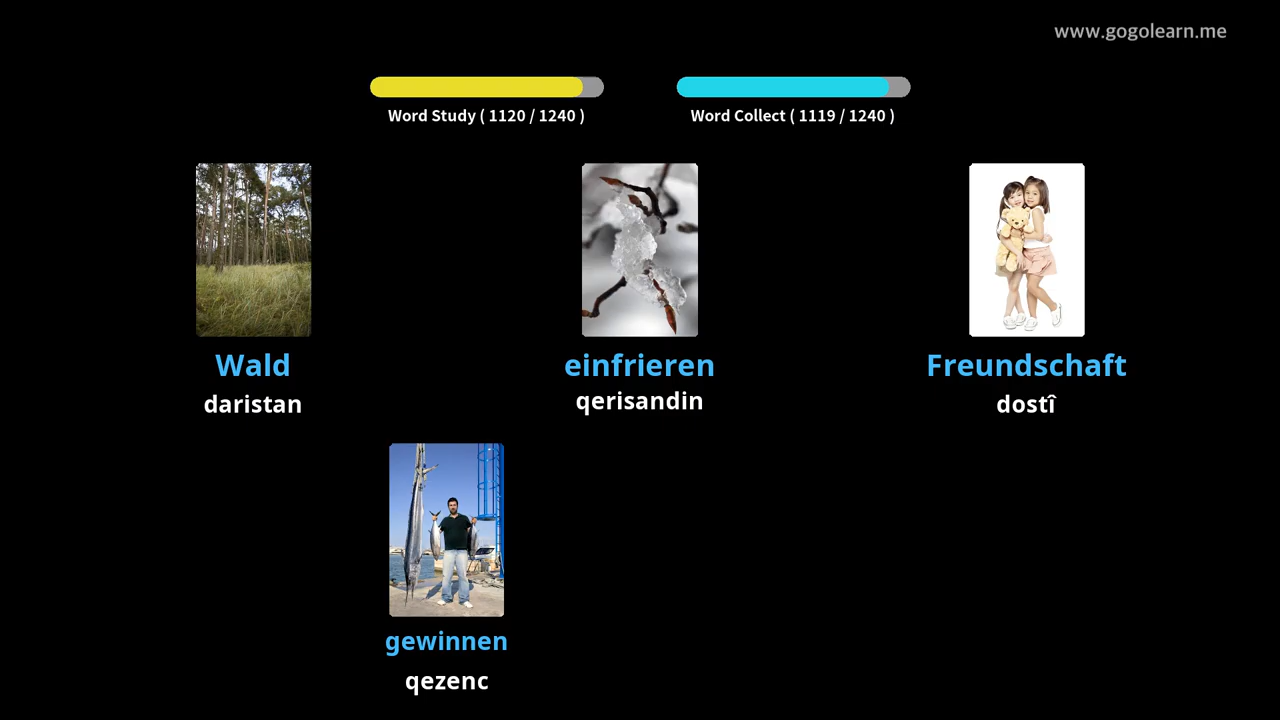 www.gogolearn.me
Word Study ( 1120 / 1240 )
Word Collect ( 1119 / 1240 )
Wald
daristan
einfrieren
qerisandin
Freundschaft
dostî
gewinnen
qezenc